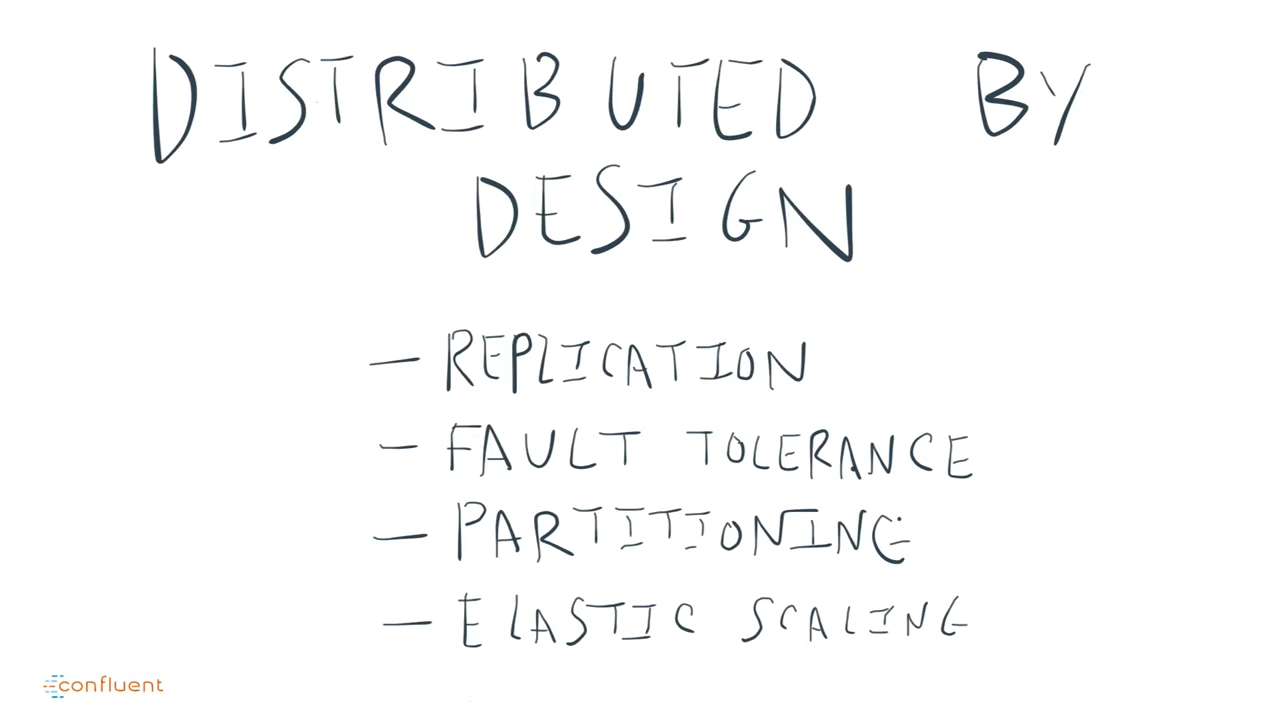 DISTRIBUTED BY
DESIGN
— REPLICATION
— FAULT TOLERANCE
— PARTITIONING
— ELASTIC SCALING
confluent